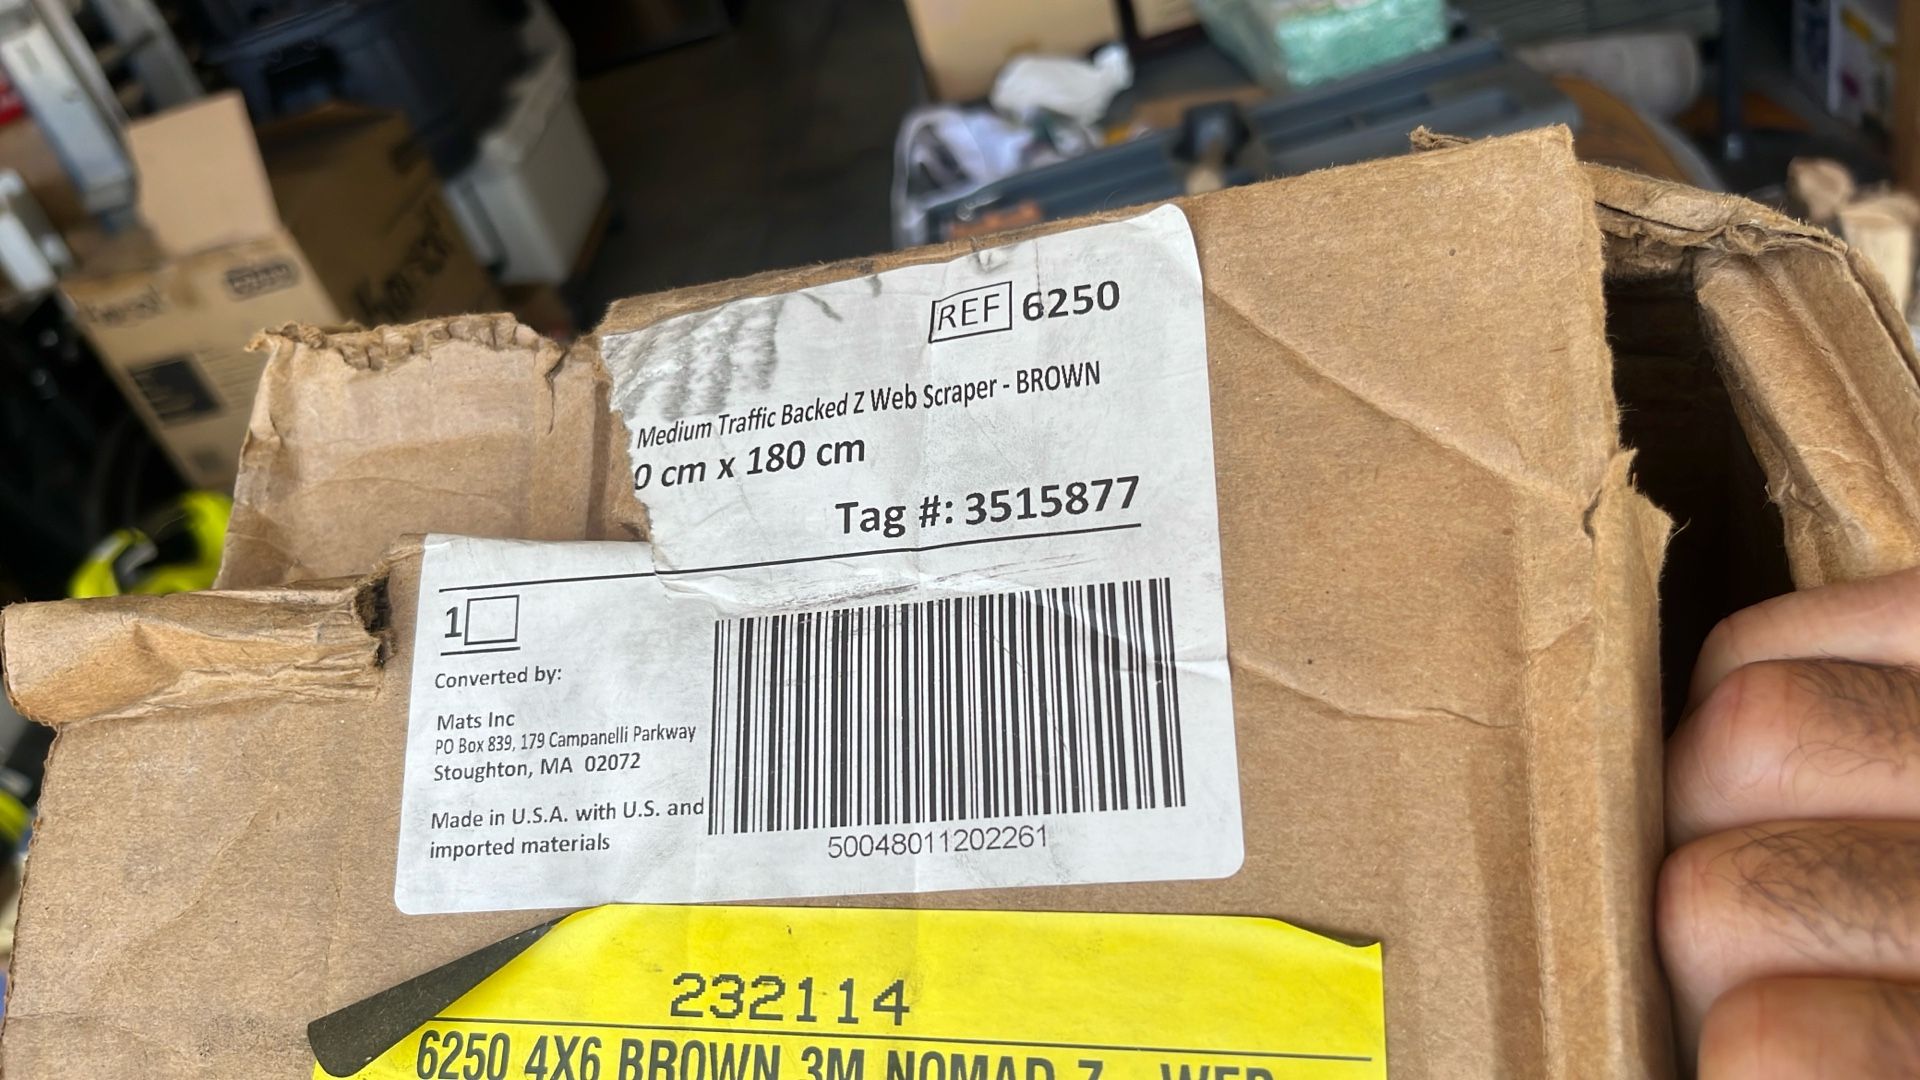 REF 6250
Medium Traffic Backed Z Web Scraper - BROWN
0 cm x 180 cm
Tag #: 3515877
1
Converted by:
Mats Inc
PO Box 839, 179 Campanelli Parkway
Stoughton, MA 02072
Made in U.S.A. with U.S. and
imported materials
50048011202261
232114
6250 4X6 BROWN 3M NOMAD Z - WEB